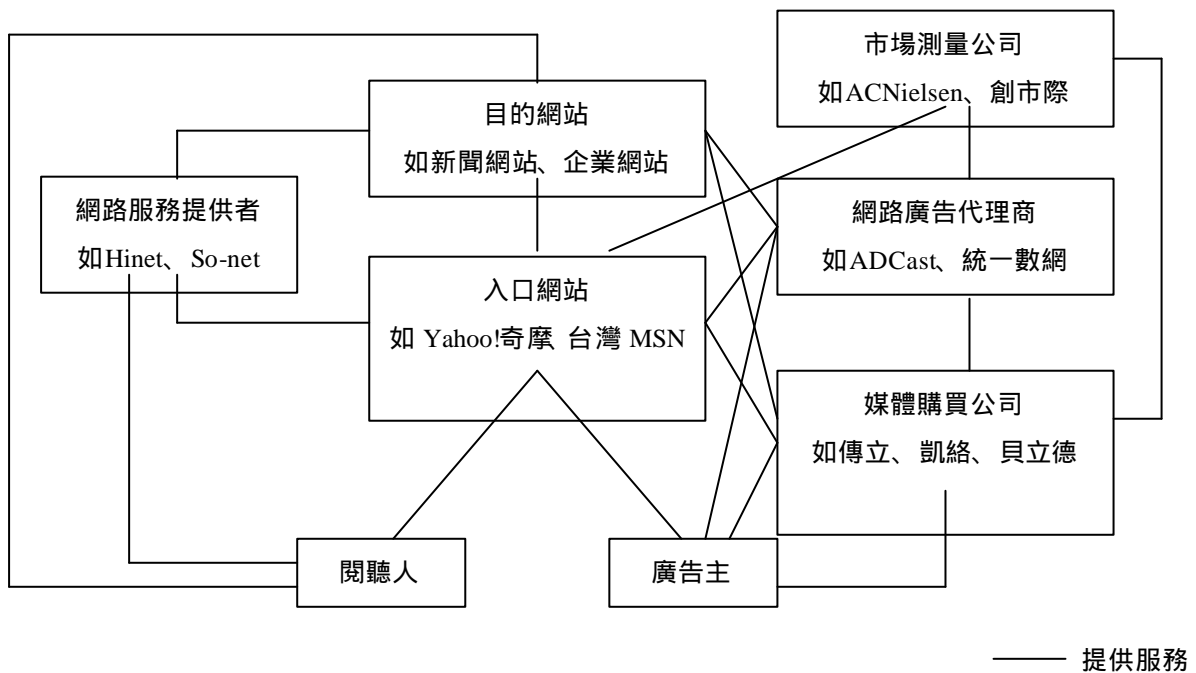 市場測量公司
如ACNielsen、創市際
目的網站
如新聞網站、企業網站
網路服務提供者
如Hinet、So-net
網路廣告代理商
如ADCast、統一數網
入口網站
如 Yahoo!奇摩 台灣 MSN
媒體購買公司
如傳立、凱絡、貝立德
閱聽人
廣告主
提供服務